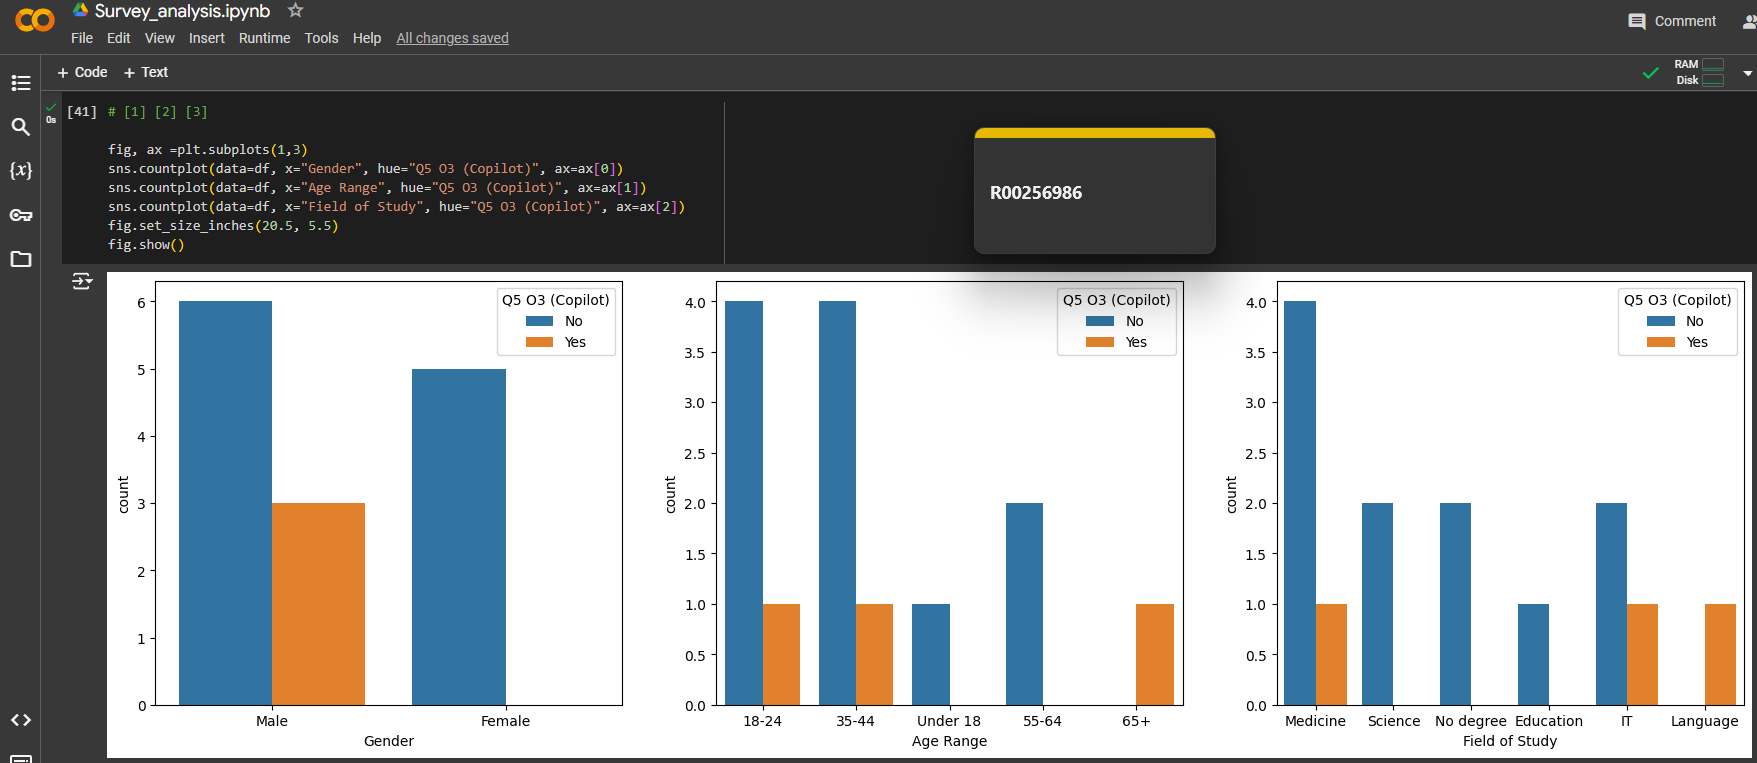 Survey_analysis.ipynb
Comment
File Edit View Insert Runtime Tools Help All changes saved
+ Code + Text
RAM
Disk
0s
[41] # [1] [2] [3]
fig, ax =plt.subplots(1,3)
sns.countplot(data=df, x="Gender", hue="Q5 O3 (Copilot)", ax=ax[0])
sns.countplot(data=df, x="Age Range", hue="Q5 O3 (Copilot)", ax=ax[1])
sns.countplot(data=df, x="Field of Study", hue="Q5 O3 (Copilot)", ax=ax[2])
fig.set_size_inches(20.5, 5.5)
fig.show()
R00256986
{x}
Q5 O3 (Copilot)
No
Yes
6
5
4
3
2
1
0
count
Male Female
Gender
Q5 O3 (Copilot)
No
Yes
4.0
3.5
3.0
2.5
2.0
1.5
1.0
0.5
0.0
count
18-24 35-44 Under 18 55-64 65+
Age Range
Q5 O3 (Copilot)
No
Yes
4.0
3.5
3.0
2.5
2.0
1.5
1.0
0.5
0.0
count
Medicine Science No degree Education IT Language
Field of Study